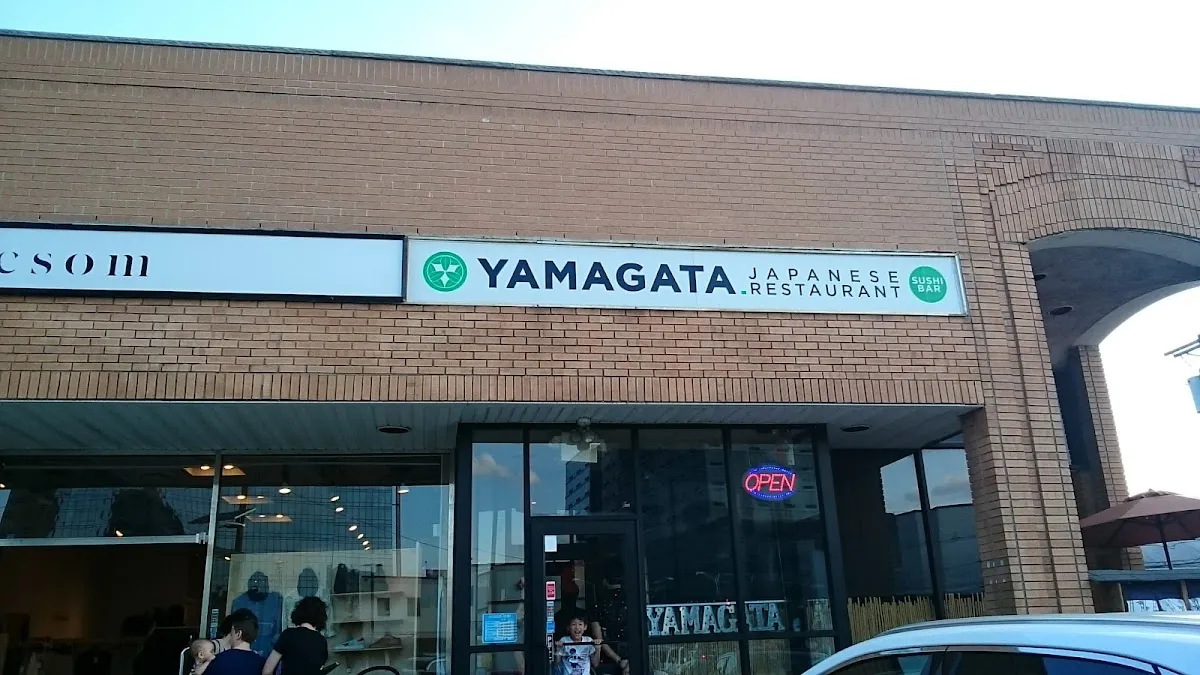 csom
YAMAGATA.
JAPANESE
RESTAURANT
SUSHI
BAR
OPEN
YAMAGATA